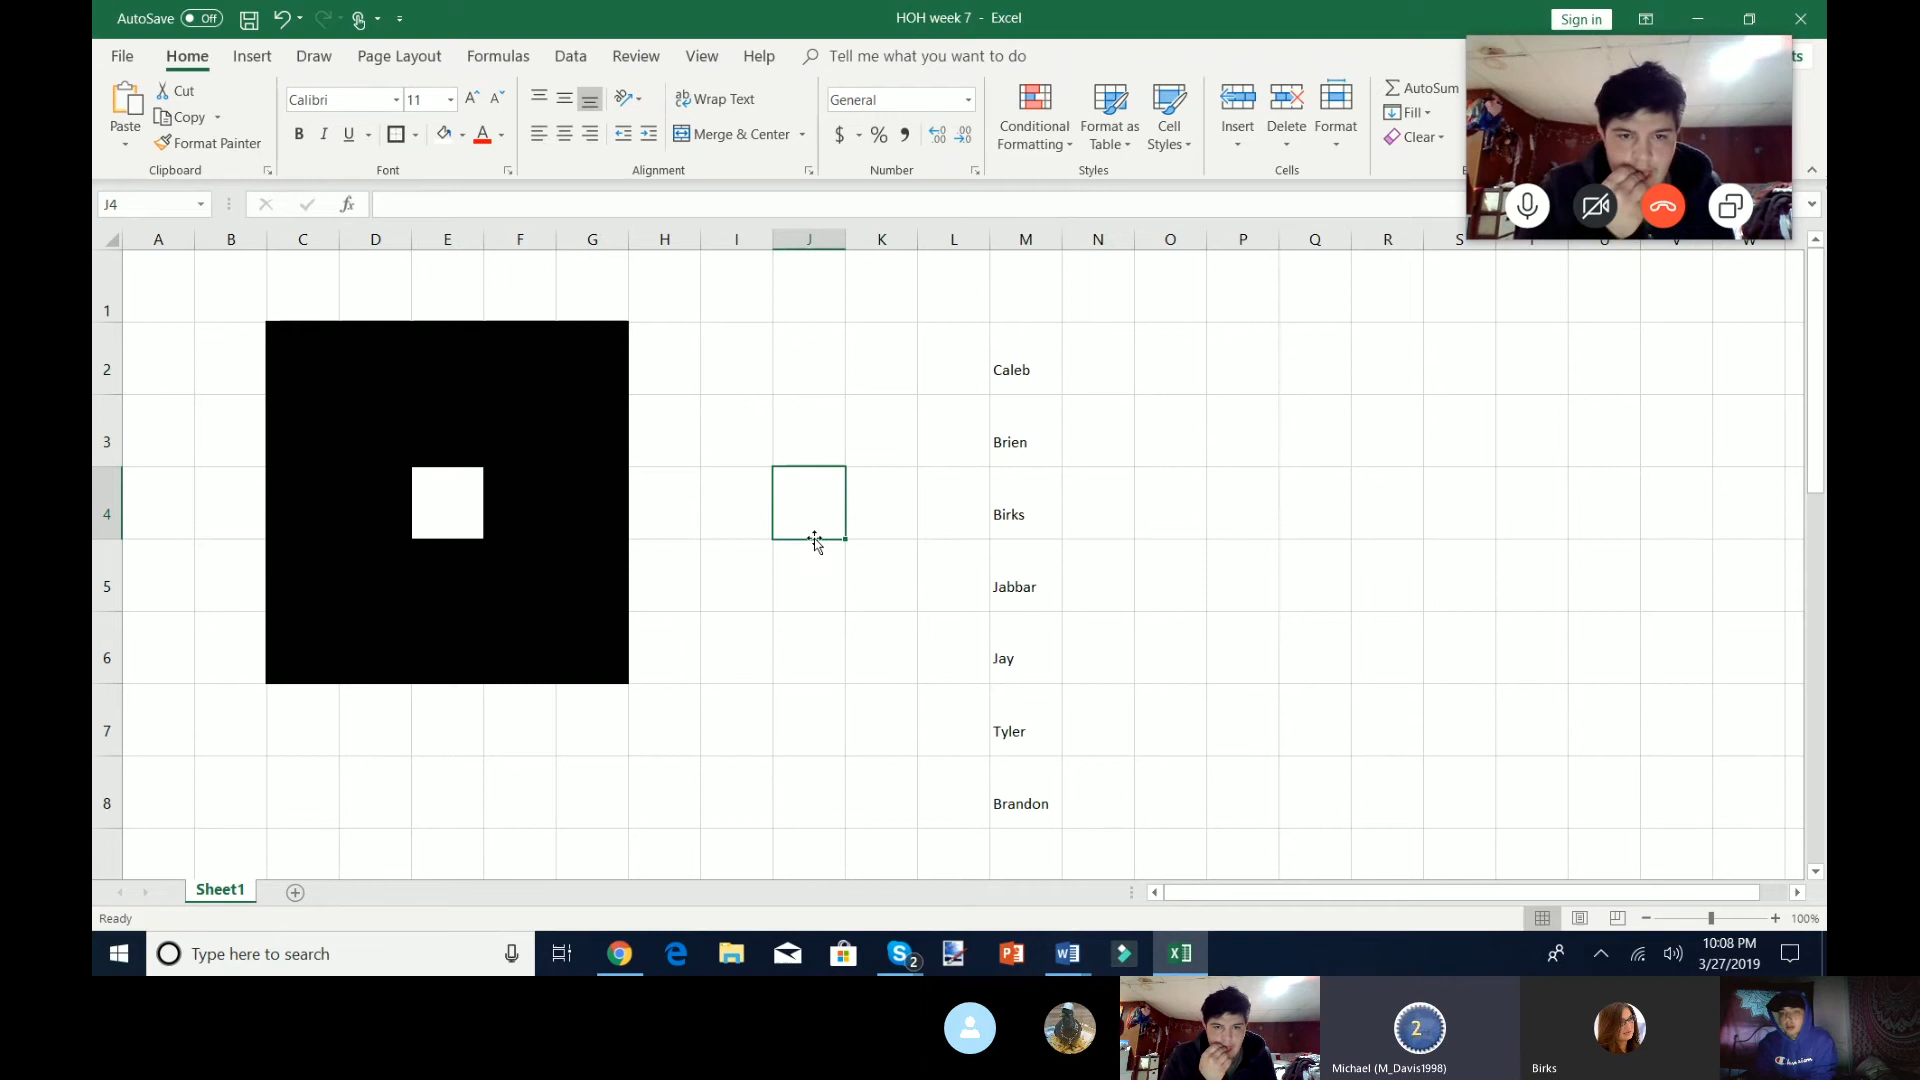 AutoSave Off
HOH week 7 - Excel
Sign in
File Home Insert Draw Page Layout Formulas Data Review View Help Tell me what you want to do
ts
Paste
Cut
Copy
Format Painter
Clipboard
Calibri 11
B I U A
Font
Wrap Text
Merge & Center
Alignment
General
$ % ,
Number
Conditional Formatting
Format as Table
Cell Styles
Styles
Insert Delete Format
Cells
AutoSum
Fill
Clear
J4
fx
A B C D E F G H I J K L M N O P Q R S
1
2 Caleb
3 Brien
4 Birks
5 Jabbar
6 Jay
7 Tyler
8 Brandon
Sheet1
Ready
100%
Type here to search
2
10:08 PM
3/27/2019
2
Michael (M_Davis1998)
Birks